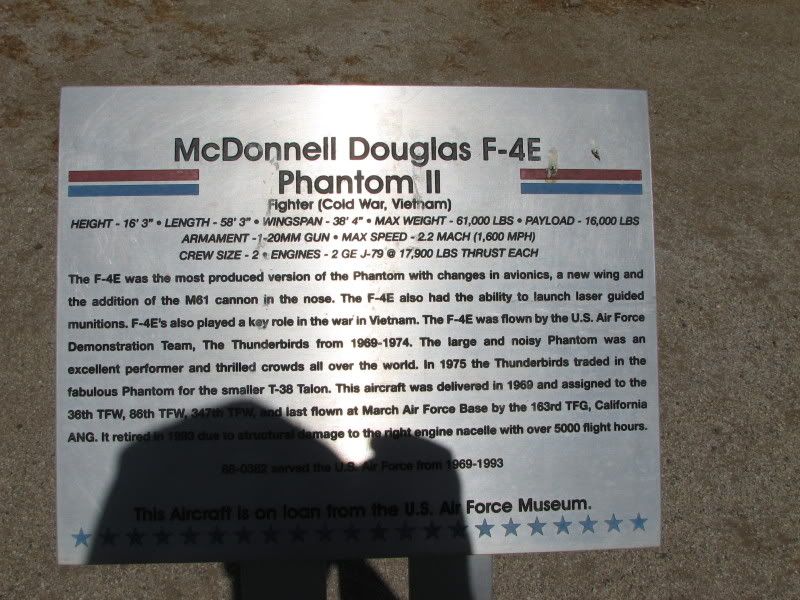 McDonnell Douglas F-4E
Phantom II
Fighter (Cold War, Vietnam)
HEIGHT - 16' 3" • LENGTH - 58' 3" • WINGSPAN - 38' 4" • MAX WEIGHT - 61,000 LBS • PAYLOAD - 16,000 LBS
ARMAMENT -1-20MM GUN • MAX SPEED - 2.2 MACH (1,600 MPH)
CREW SIZE - 2 • ENGINES - 2 GE J-79 @ 17,900 LBS THRUST EACH
The F-4E was the most produced version of the Phantom with changes in avionics, a new wing and
the addition of the M61 cannon in the nose. The F-4E also had the ability to launch laser guided
munitions. F-4E's also played a key role in the war in Vietnam. The F-4E was flown by the U.S. Air Force
Demonstration Team, The Thunderbirds from 1969-1974. The large and noisy Phantom was an
excellent performer and thrilled crowds all over the world. In 1975 the Thunderbirds traded in the
fabulous Phantom for the smaller T-38 Talon. This aircraft was delivered in 1969 and assigned to the
36th TFW, 86th TFW, 347th TFW, and last flown at March Air Force Base by the 163rd TFG, California
ANG. It retired in 1993 due to structural damage to the right engine nacelle with over 5000 flight hours.
68-0382 served the U.S. Air Force from 1969-1993
This Aircraft is on loan from the U.S. Air Force Museum.